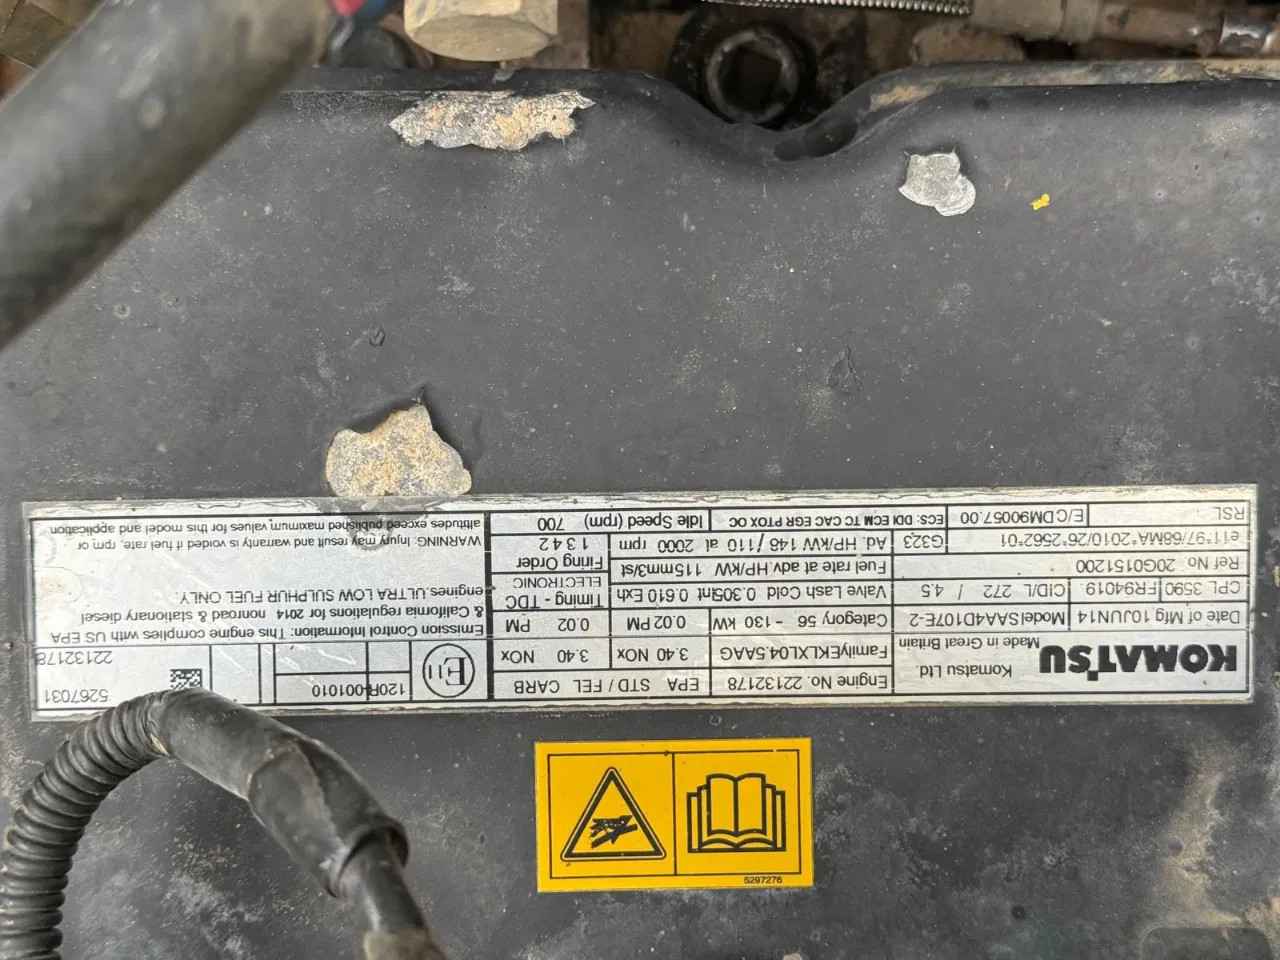 KOMATSU
Komatsu Ltd.
Made in Great Britain
Date of Mfg 10JUN14
Model SAA4D107E-2
CPL 3590
FR94019.
CID/L. 272 / 4.5
Ref No. 20G0151200
e11*97/68MA*2010/26*2562*01
G3Z3
RSL
E/C DM90057.00
Engine No. 22132178
Family EKLXL04.5AAG
Category 56 - 130 kW
Valve Lash Cold 0.305nt 0.610 Exh
Fuel rate at adv.HP/kW 115mm3/st
Ad. HP/kW 148/110 at 2000 rpm
ECS: DDI ECM TC CAC EGR PTOX OC
Idle Speed (rpm) 700
EPA STD / FEL CARB
3.40 NOx 3.40 NOx
0.02 PM 0.02 PM
Timing - TDC
ELECTRONIC
Firing Order
1 3 4 2
E11
120R-001010
5267031
22132178
Emission Control Information: This engine complies with US EPA
& California regulations for 2014 nonroad & stationary diesel
engines. ULTRA LOW SULPHUR FUEL ONLY.
WARNING: Injury may result and warranty is voided if fuel rate, rpm or
altitudes exceed published maximum values for this model and application
5297276